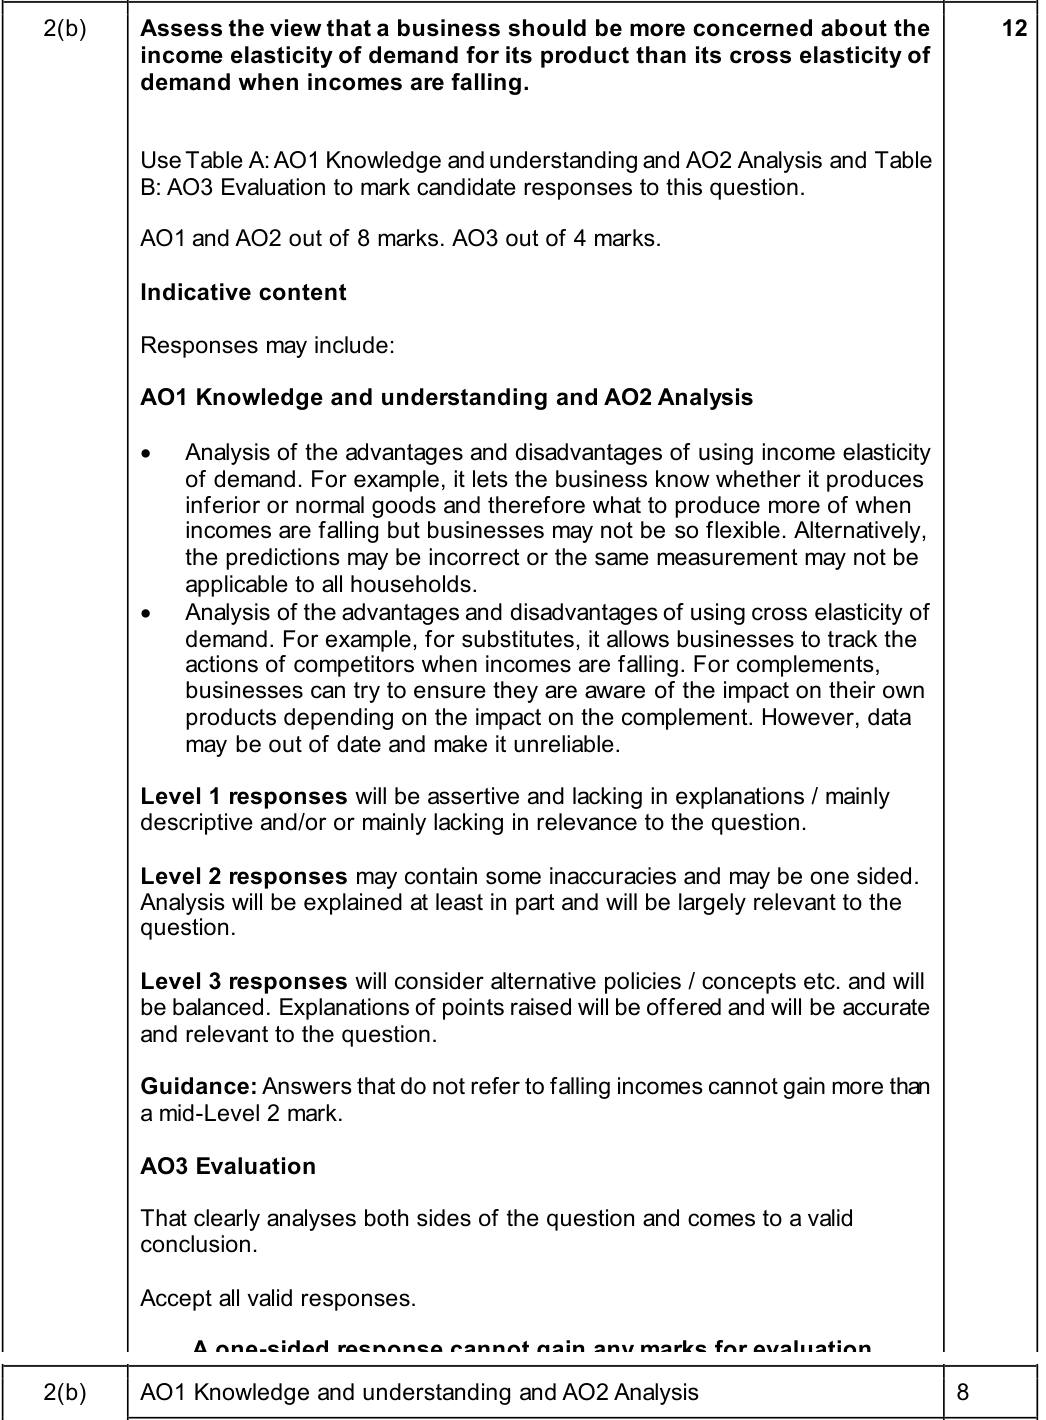 2(b)
Assess the view that a business should be more concerned about the
12
income elasticity of demand for its product than its cross elasticity of
demand when incomes are falling.
Use Table A: AO1 Knowledge and understanding and AO2 Analysis and Table
B: AO3 Evaluation to mark candidate responses to this question.
AO1 and AO2 out of 8 marks. AO3 out of 4 marks.
Indicative content
Responses may include:
AO1 Knowledge and understanding and AO2 Analysis
• Analysis of the advantages and disadvantages of using income elasticity
of demand. For example, it lets the business know whether it produces
inferior or normal goods and therefore what to produce more of when
incomes are falling but businesses may not be so flexible. Alternatively,
the predictions may be incorrect or the same measurement may not be
applicable to all households.
• Analysis of the advantages and disadvantages of using cross elasticity of
demand. For example, for substitutes, it allows businesses to track the
actions of competitors when incomes are falling. For complements,
businesses can try to ensure they are aware of the impact on their own
products depending on the impact on the complement. However, data
may be out of date and make it unreliable.
Level 1 responses will be assertive and lacking in explanations / mainly
descriptive and/or or mainly lacking in relevance to the question.
Level 2 responses may contain some inaccuracies and may be one sided.
Analysis will be explained at least in part and will be largely relevant to the
question.
Level 3 responses will consider alternative policies / concepts etc. and will
be balanced. Explanations of points raised will be offered and will be accurate
and relevant to the question.
Guidance: Answers that do not refer to falling incomes cannot gain more than
a mid-Level 2 mark.
AO3 Evaluation
That clearly analyses both sides of the question and comes to a valid
conclusion.
Accept all valid responses.
A one-sided response cannot gain any marks for evaluation
2(b)
AO1 Knowledge and understanding and AO2 Analysis
8